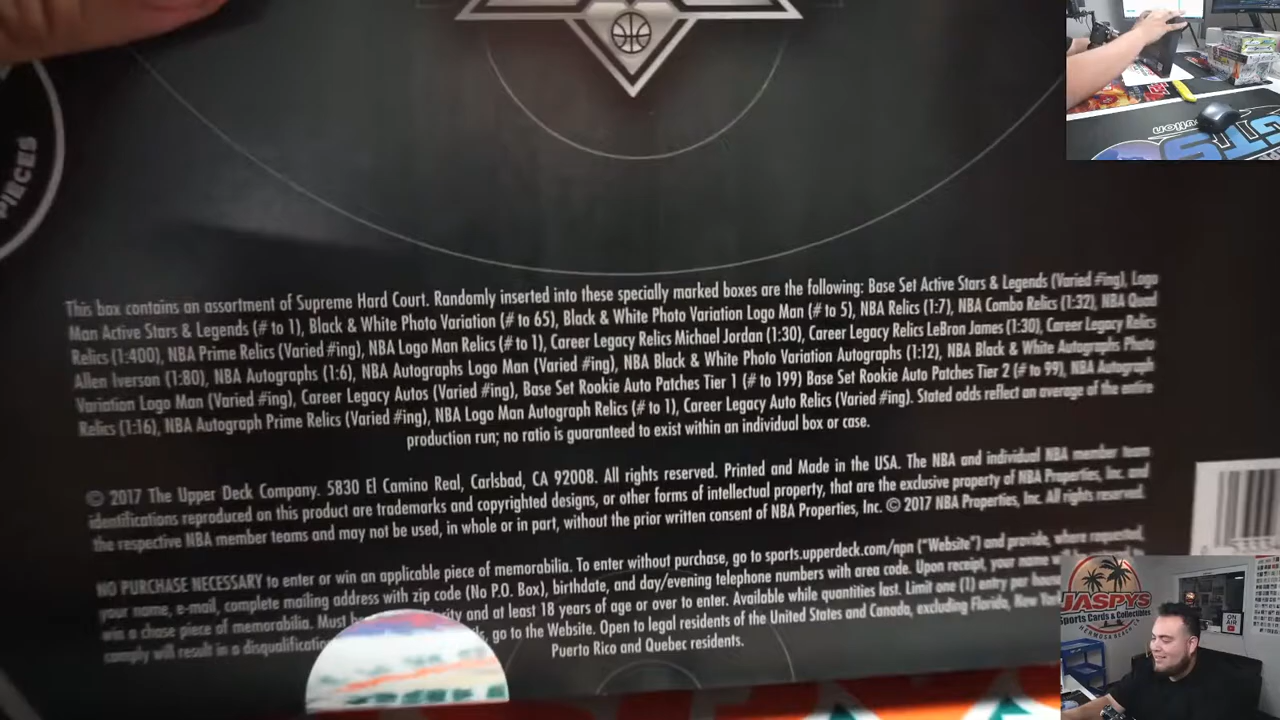 PIECES
This box contains an assortment of Supreme Hard Court. Randomly inserted into these specially marked boxes are the following: Base Set Active Stars & Legends (Varied #ing), Logo
Man Active Stars & Legends (# to 1), Black & White Photo Variation (# to 65), Black & White Photo Variation Logo Man (# to 5), NBA Relics (1:7), NBA Combo Relics (1:32), NBA Quad
Relics (1:400), NBA Prime Relics (Varied #ing), NBA Logo Man Relics (# to 1), Career Legacy Relics Michael Jordan (1:30), Career Legacy Relics LeBron James (1:30), Career Legacy Relics
Allen Iverson (1:80), NBA Autographs (1:6), NBA Autographs Logo Man (Varied #ing), NBA Black & White Photo Variation Autographs (1:12), NBA Black & White Autographs Photo
Variation Logo Man (Varied #ing), Career Legacy Autos (Varied #ing), Base Set Rookie Auto Patches Tier 1 (# to 199) Base Set Rookie Auto Patches Tier 2 (# to 99), NBA Autograph
Relics (1:16), NBA Autograph Prime Relics (Varied #ing), NBA Logo Man Autograph Relics (# to 1), Career Legacy Auto Relics (Varied #ing). Stated odds reflect an average of the entire
production run; no ratio is guaranteed to exist within an individual box or case.
© 2017 The Upper Deck Company. 5830 El Camino Real, Carlsbad, CA 92008. All rights reserved. Printed and Made in the USA. The NBA and individual NBA member team
identifications reproduced on this product are trademarks and copyrighted designs, or other forms of intellectual property, that are the exclusive property of NBA Properties, Inc. and
the respective NBA member teams and may not be used, in whole or in part, without the prior written consent of NBA Properties, Inc. © 2017 NBA Properties, Inc. All rights reserved.
NO PURCHASE NECESSARY to enter or win an applicable piece of memorabilia. To enter without purchase, go to sports.upperdeck.com/npn ("Website") and provide, where requested,
your name, e-mail, complete mailing address with zip code (No P.O. Box), birthdate, and day/evening telephone numbers with area code. Upon receipt, your name
win a chase piece of memorabilia. Must and at least 18 years of age or over to enter. Available while quantities last. Limit one (1) entry per
comply will result in a go to the Website. Open to legal residents of the United States and Canada, excluding Florida, New
Puerto Rico and Quebec residents.
GTS
JASPYS
Sports Cards & Collectibles
HERMOSA BEACH
ON AIR